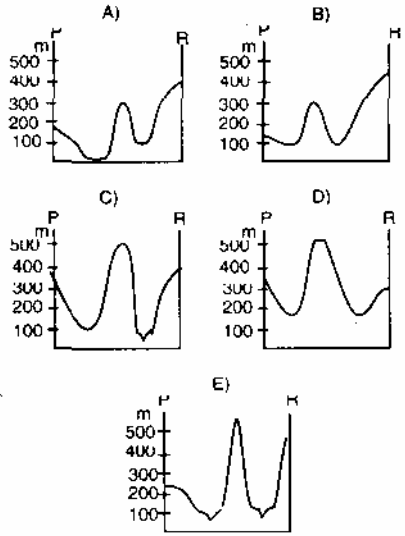 A) B)
P R P R
m m
500 500
400 400
300 300
200 200
100 100
C) D)
P R P R
m m
500 500
400 400
300 300
200 200
100 100
E)
P R
m
500
400
300
200
100